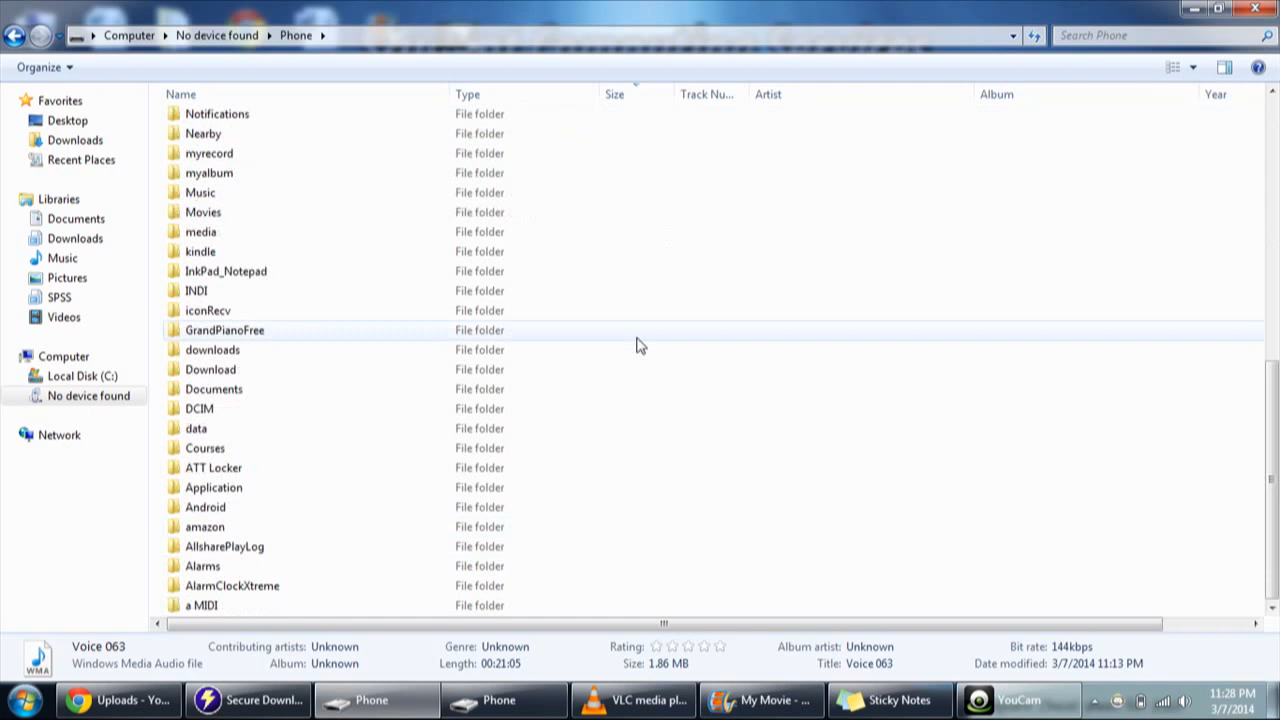 Computer No device found Phone Search Phone
Organize
Name Type Size Track Nu... Artist Album Year
Favorites
Desktop
Downloads
Recent Places
Libraries
Documents
Downloads
Music
Pictures
SPSS
Videos
Computer
Local Disk (C:)
No device found
Network
Notifications File folder
Nearby File folder
myrecord File folder
myalbum File folder
Music File folder
Movies File folder
media File folder
kindle File folder
InkPad_Notepad File folder
INDI File folder
iconRecv File folder
GrandPianoFree File folder
downloads File folder
Download File folder
Documents File folder
DCIM File folder
data File folder
Courses File folder
ATT Locker File folder
Application File folder
Android File folder
amazon File folder
AllsharePlayLog File folder
Alarms File folder
AlarmClockXtreme File folder
a MIDI File folder
Voice 063 Contributing artists: Unknown Genre: Unknown Rating: Album artist: Unknown Bit rate: 144kbps
Windows Media Audio file Album: Unknown Length: 00:21:05 Size: 1.86 MB Title: Voice 063 Date modified: 3/7/2014 11:13 PM
WMA
Uploads - Yo... Secure Downl... Phone Phone VLC media pl... My Movie - ... Sticky Notes YouCam 11:28 PM
3/7/2014